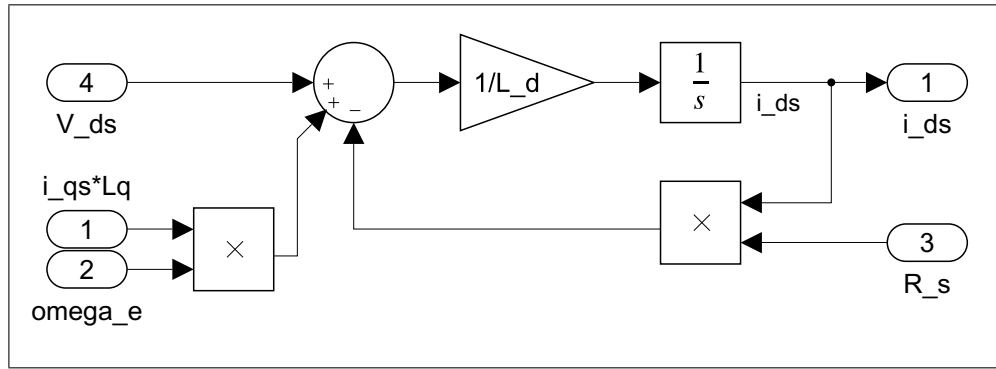 4
V_ds
+
+
−
1/L_d
1
s
i_ds
1
i_ds
i_qs*Lq
1
2
omega_e
×
×
3
R_s